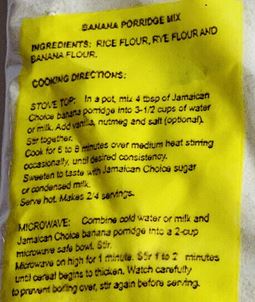 BANANA PORRIDGE MIX
INGREDIENTS: RICE FLOUR, RYE FLOUR AND
BANANA FLOUR.
COOKING DIRECTIONS:
STOVE TOP: In a pot, mix 4 tbsp of Jamaican
Choice banana porridge into 3-1/2 cups of water
or milk. Add vanilla, nutmeg and salt (optional).
Stir together.
Cook for 5 to 8 minutes over medium heat stirring
occasionally, until desired consistency.
Sweeten to taste with Jamaican Choice sugar
or condensed milk.
Serve hot. Makes 2/4 servings.
MICROWAVE: Combine cold water or milk and
Jamaican Choice banana porridge into a 2-cup
microwave safe bowl. Stir.
Microwave on high for 1 minute. Stir 1 to 2 minutes
until cereal begins to thicken. Watch carefully
to prevent boiling over, stir again before serving.